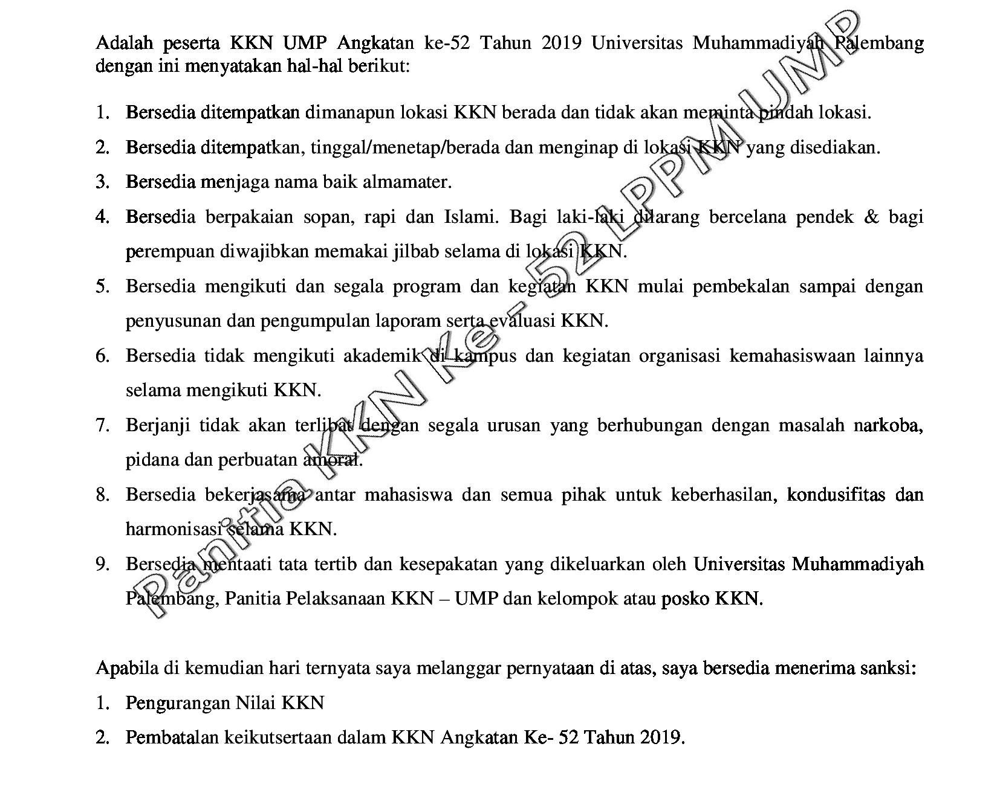 Adalah peserta KKN UMP Angkatan ke-52 Tahun 2019 Universitas Muhammadiyah Palembang
dengan ini menyatakan hal-hal berikut:
1. Bersedia ditempatkan dimanapun lokasi KKN berada dan tidak akan meminta pindah lokasi.
2. Bersedia ditempatkan, tinggal/menetap/berada dan menginap di lokasi KKN yang disediakan.
3. Bersedia menjaga nama baik almamater.
4. Bersedia berpakaian sopan, rapi dan Islami. Bagi laki-laki dilarang bercelana pendek & bagi
perempuan diwajibkan memakai jilbab selama di lokasi KKN.
5. Bersedia mengikuti dan segala program dan kegiatan KKN mulai pembekalan sampai dengan
penyusunan dan pengumpulan laporam serta evaluasi KKN.
6. Bersedia tidak mengikuti akademik di kampus dan kegiatan organisasi kemahasiswaan lainnya
selama mengikuti KKN.
7. Berjanji tidak akan terlibat dengan segala urusan yang berhubungan dengan masalah narkoba,
pidana dan perbuatan amoral.
8. Bersedia bekerjasama antar mahasiswa dan semua pihak untuk keberhasilan, kondusifitas dan
harmonisasi selama KKN.
9. Bersedia mentaati tata tertib dan kesepakatan yang dikeluarkan oleh Universitas Muhammadiyah
Palembang, Panitia Pelaksanaan KKN – UMP dan kelompok atau posko KKN.
Apabila di kemudian hari ternyata saya melanggar pernyataan di atas, saya bersedia menerima sanksi:
1. Pengurangan Nilai KKN
2. Pembatalan keikutsertaan dalam KKN Angkatan Ke- 52 Tahun 2019.
Panitia KKN Ke - 52 LPPM UMP